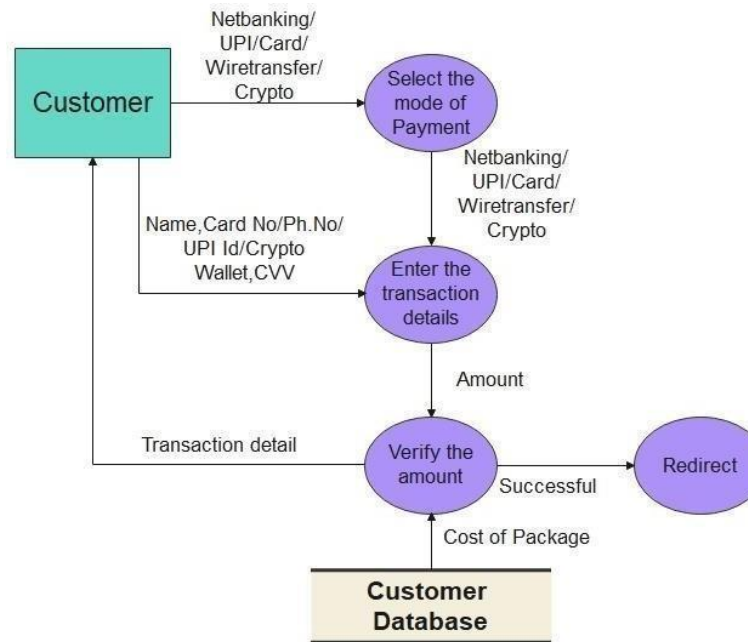 Netbanking/
UPI/Card/
Wiretransfer/
Crypto
Customer
Select the
mode of
Payment
Netbanking/
UPI/Card/
Wiretransfer/
Crypto
Name,Card No/Ph.No/
UPI Id/Crypto
Wallet,CVV
Enter the
transaction
details
Amount
Transaction detail
Verify the
amount
Successful
Redirect
Cost of Package
Customer
Database